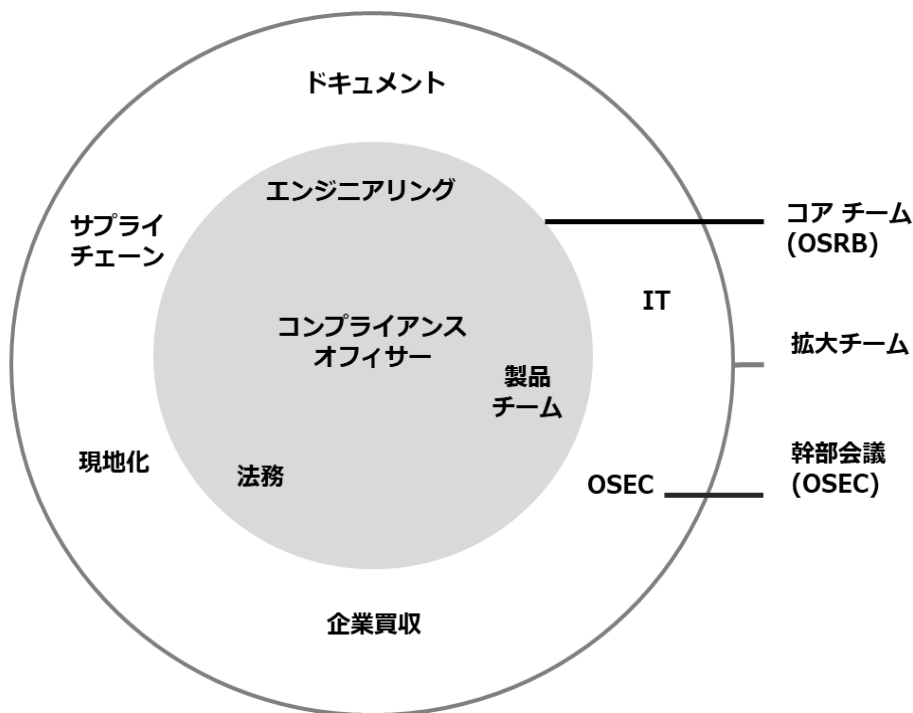 ドキュメント
エンジニアリング
サプライ
チェーン
コア チーム
(OSRB)
IT
コンプライアンス
オフィサー
拡大チーム
製品
チーム
現地化
法務
OSEC
幹部会議
(OSEC)
企業買収